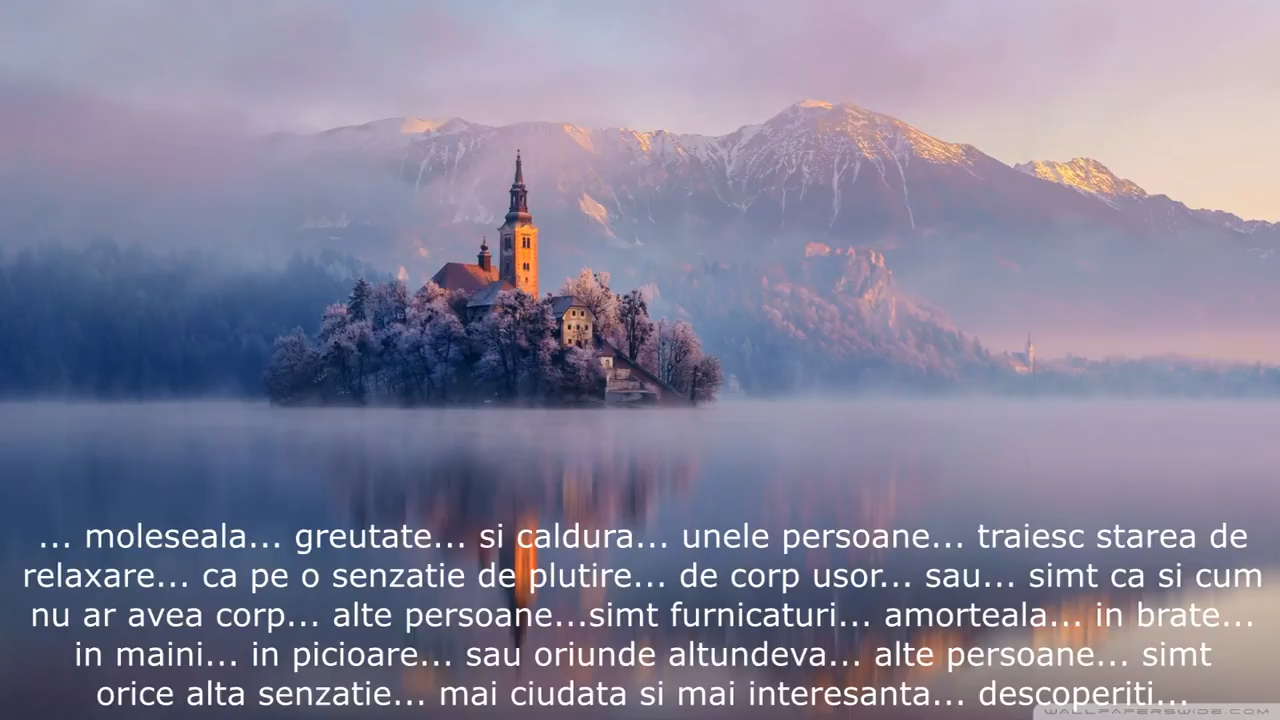 ... moleseala... greutate... si caldura... unele persoane... traiesc starea de
relaxare... ca pe o senzatie de plutire... de corp usor... sau... simt ca si cum
nu ar avea corp... alte persoane...simt furnicaturi... amorteala... in brate...
in maini... in picioare... sau oriunde altundeva... alte persoane... simt
orice alta senzatie... mai ciudata si mai interesanta... descoperiti...
WALLPAPERSWIDE.COM